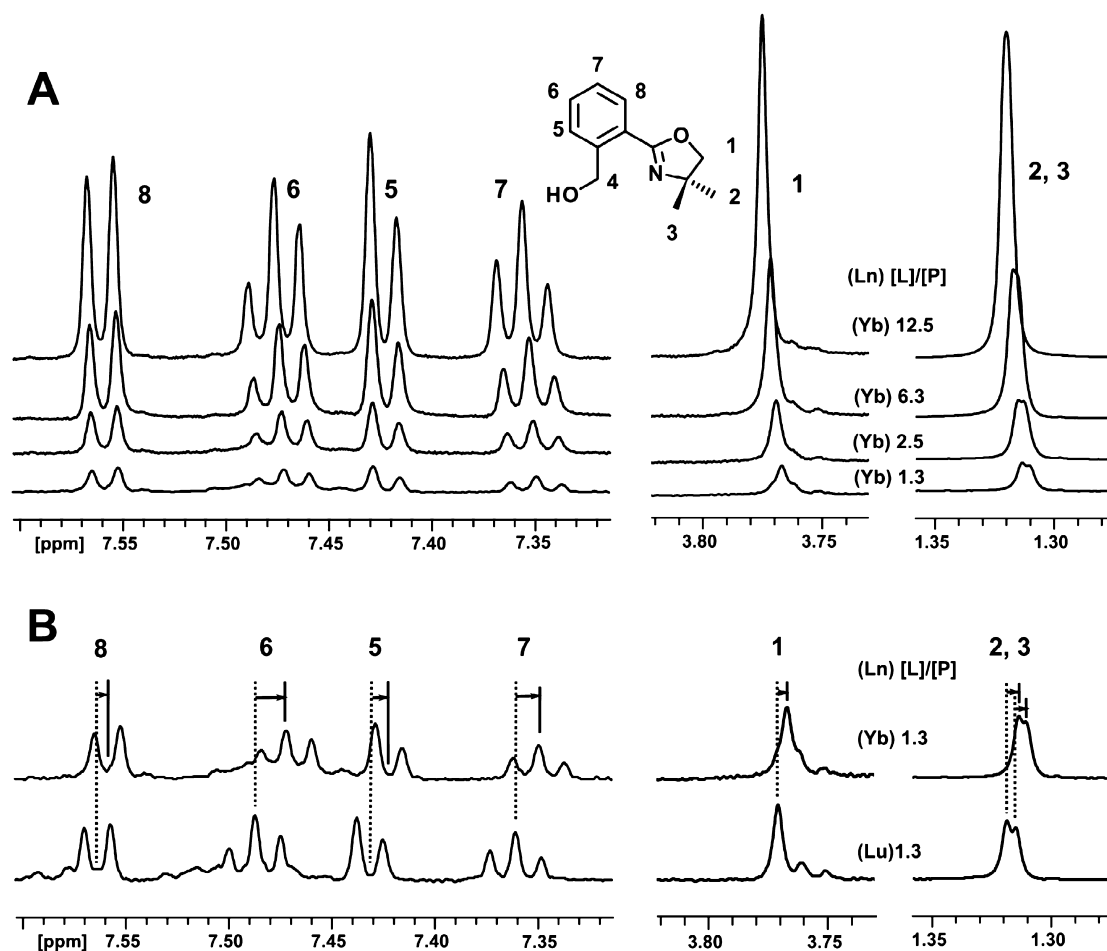 A
8
6
5
7
7
6
8
5
O
N
HO
4
1
2
3
1
2, 3
(Ln) [L]/[P]
(Yb) 12.5
(Yb) 6.3
(Yb) 2.5
(Yb) 1.3
[ppm] 7.55 7.50 7.45 7.40 7.35
3.80 3.75
1.35 1.30
B
8 6 5 7 1 2, 3
(Ln) [L]/[P]
(Yb) 1.3
(Lu)1.3
[ppm] 7.55 7.50 7.45 7.40 7.35
3.80 3.75
1.35 1.30